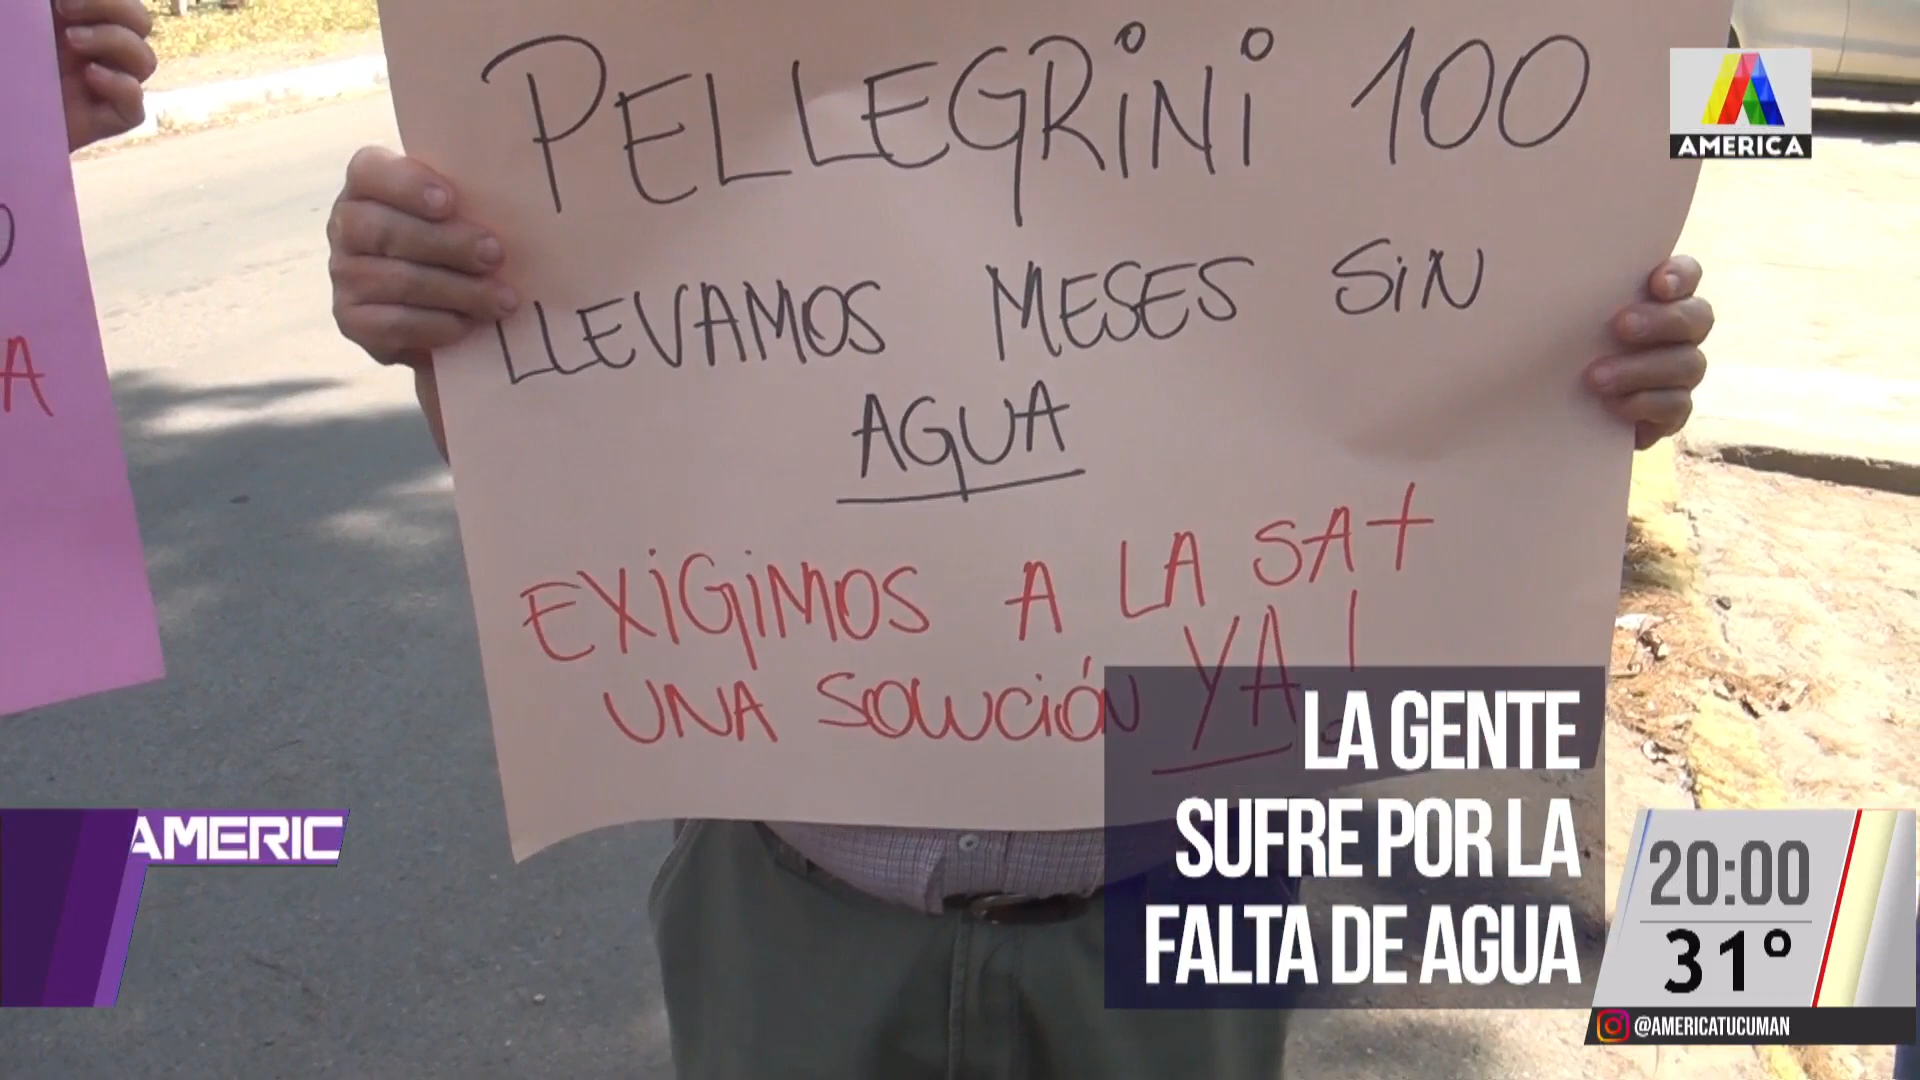 PELLEGRiNi 100
LLEVAMOS MESES SiN
AGUA
EXiGiMOS A LA SAT
UNA SOLUCiÓN YA!
O
A
AMERICA
LA GENTE
SUFRE POR LA
FALTA DE AGUA
AMERIC
20:00
31°
@AMERICATUCUMAN